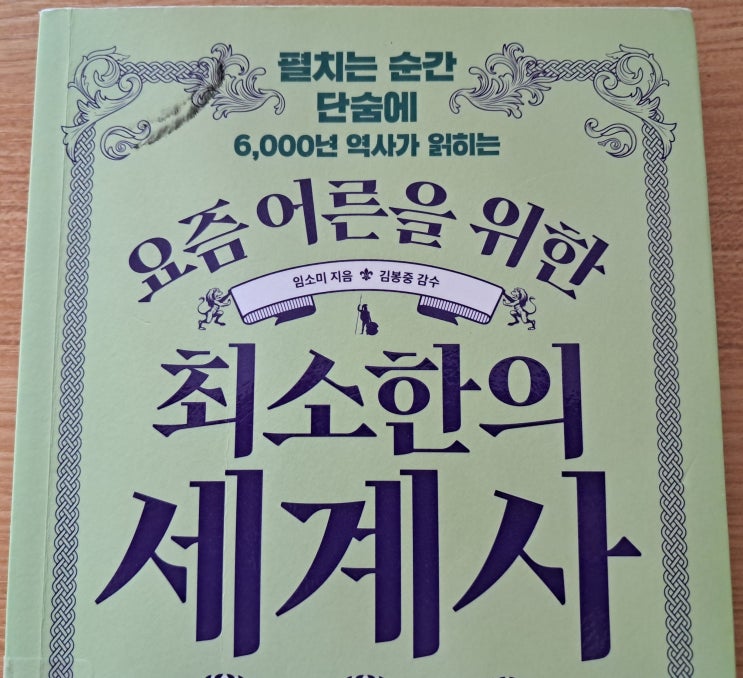 펼치는 순간
단숨에
6,000년 역사가 읽히는
요즘 어른을 위한
임소미 지음 김봉중 감수
최소한의
세계사